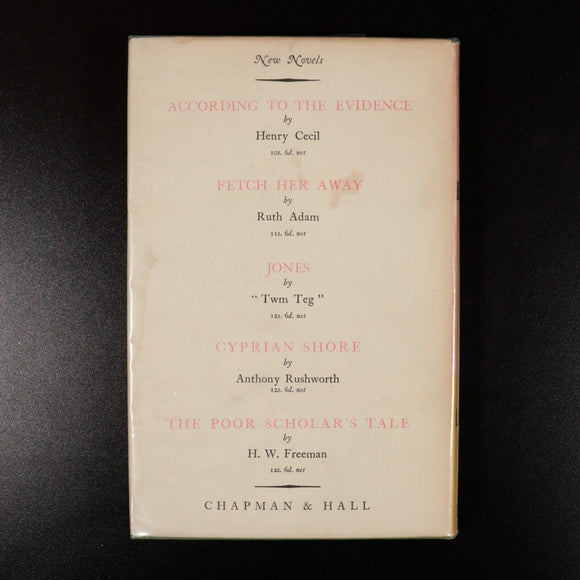 New Novels
ACCORDING TO THE EVIDENCE
by
Henry Cecil
10s. 6d. net
FETCH HER AWAY
by
Ruth Adam
11s. 6d. net
JONES
by
“ Twm Teg ”
12s. 6d. net
CYPRIAN SHORE
by
Anthony Rushworth
12s. 6d. net
THE POOR SCHOLAR'S TALE
by
H. W. Freeman
12s. 6d. net
CHAPMAN & HALL